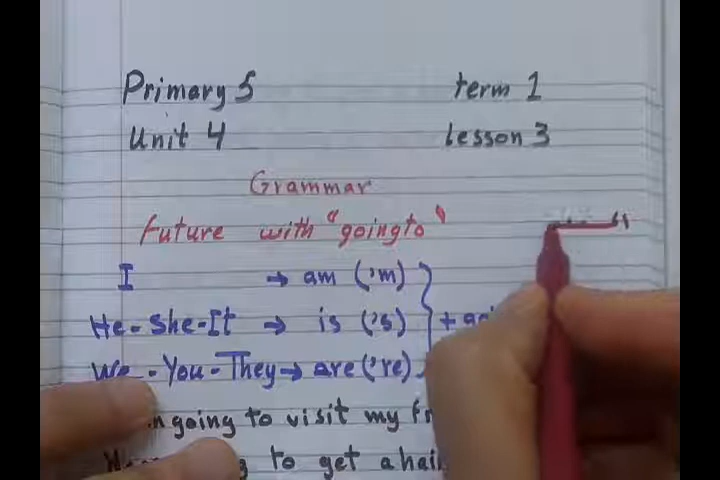 Primary 5 term 1
Unit 4 lesson 3
Grammar
future with "going to"
I → am ('m)
He - She - It → is ('s) +
We - You - They → are ('re)
going to visit my
to get a